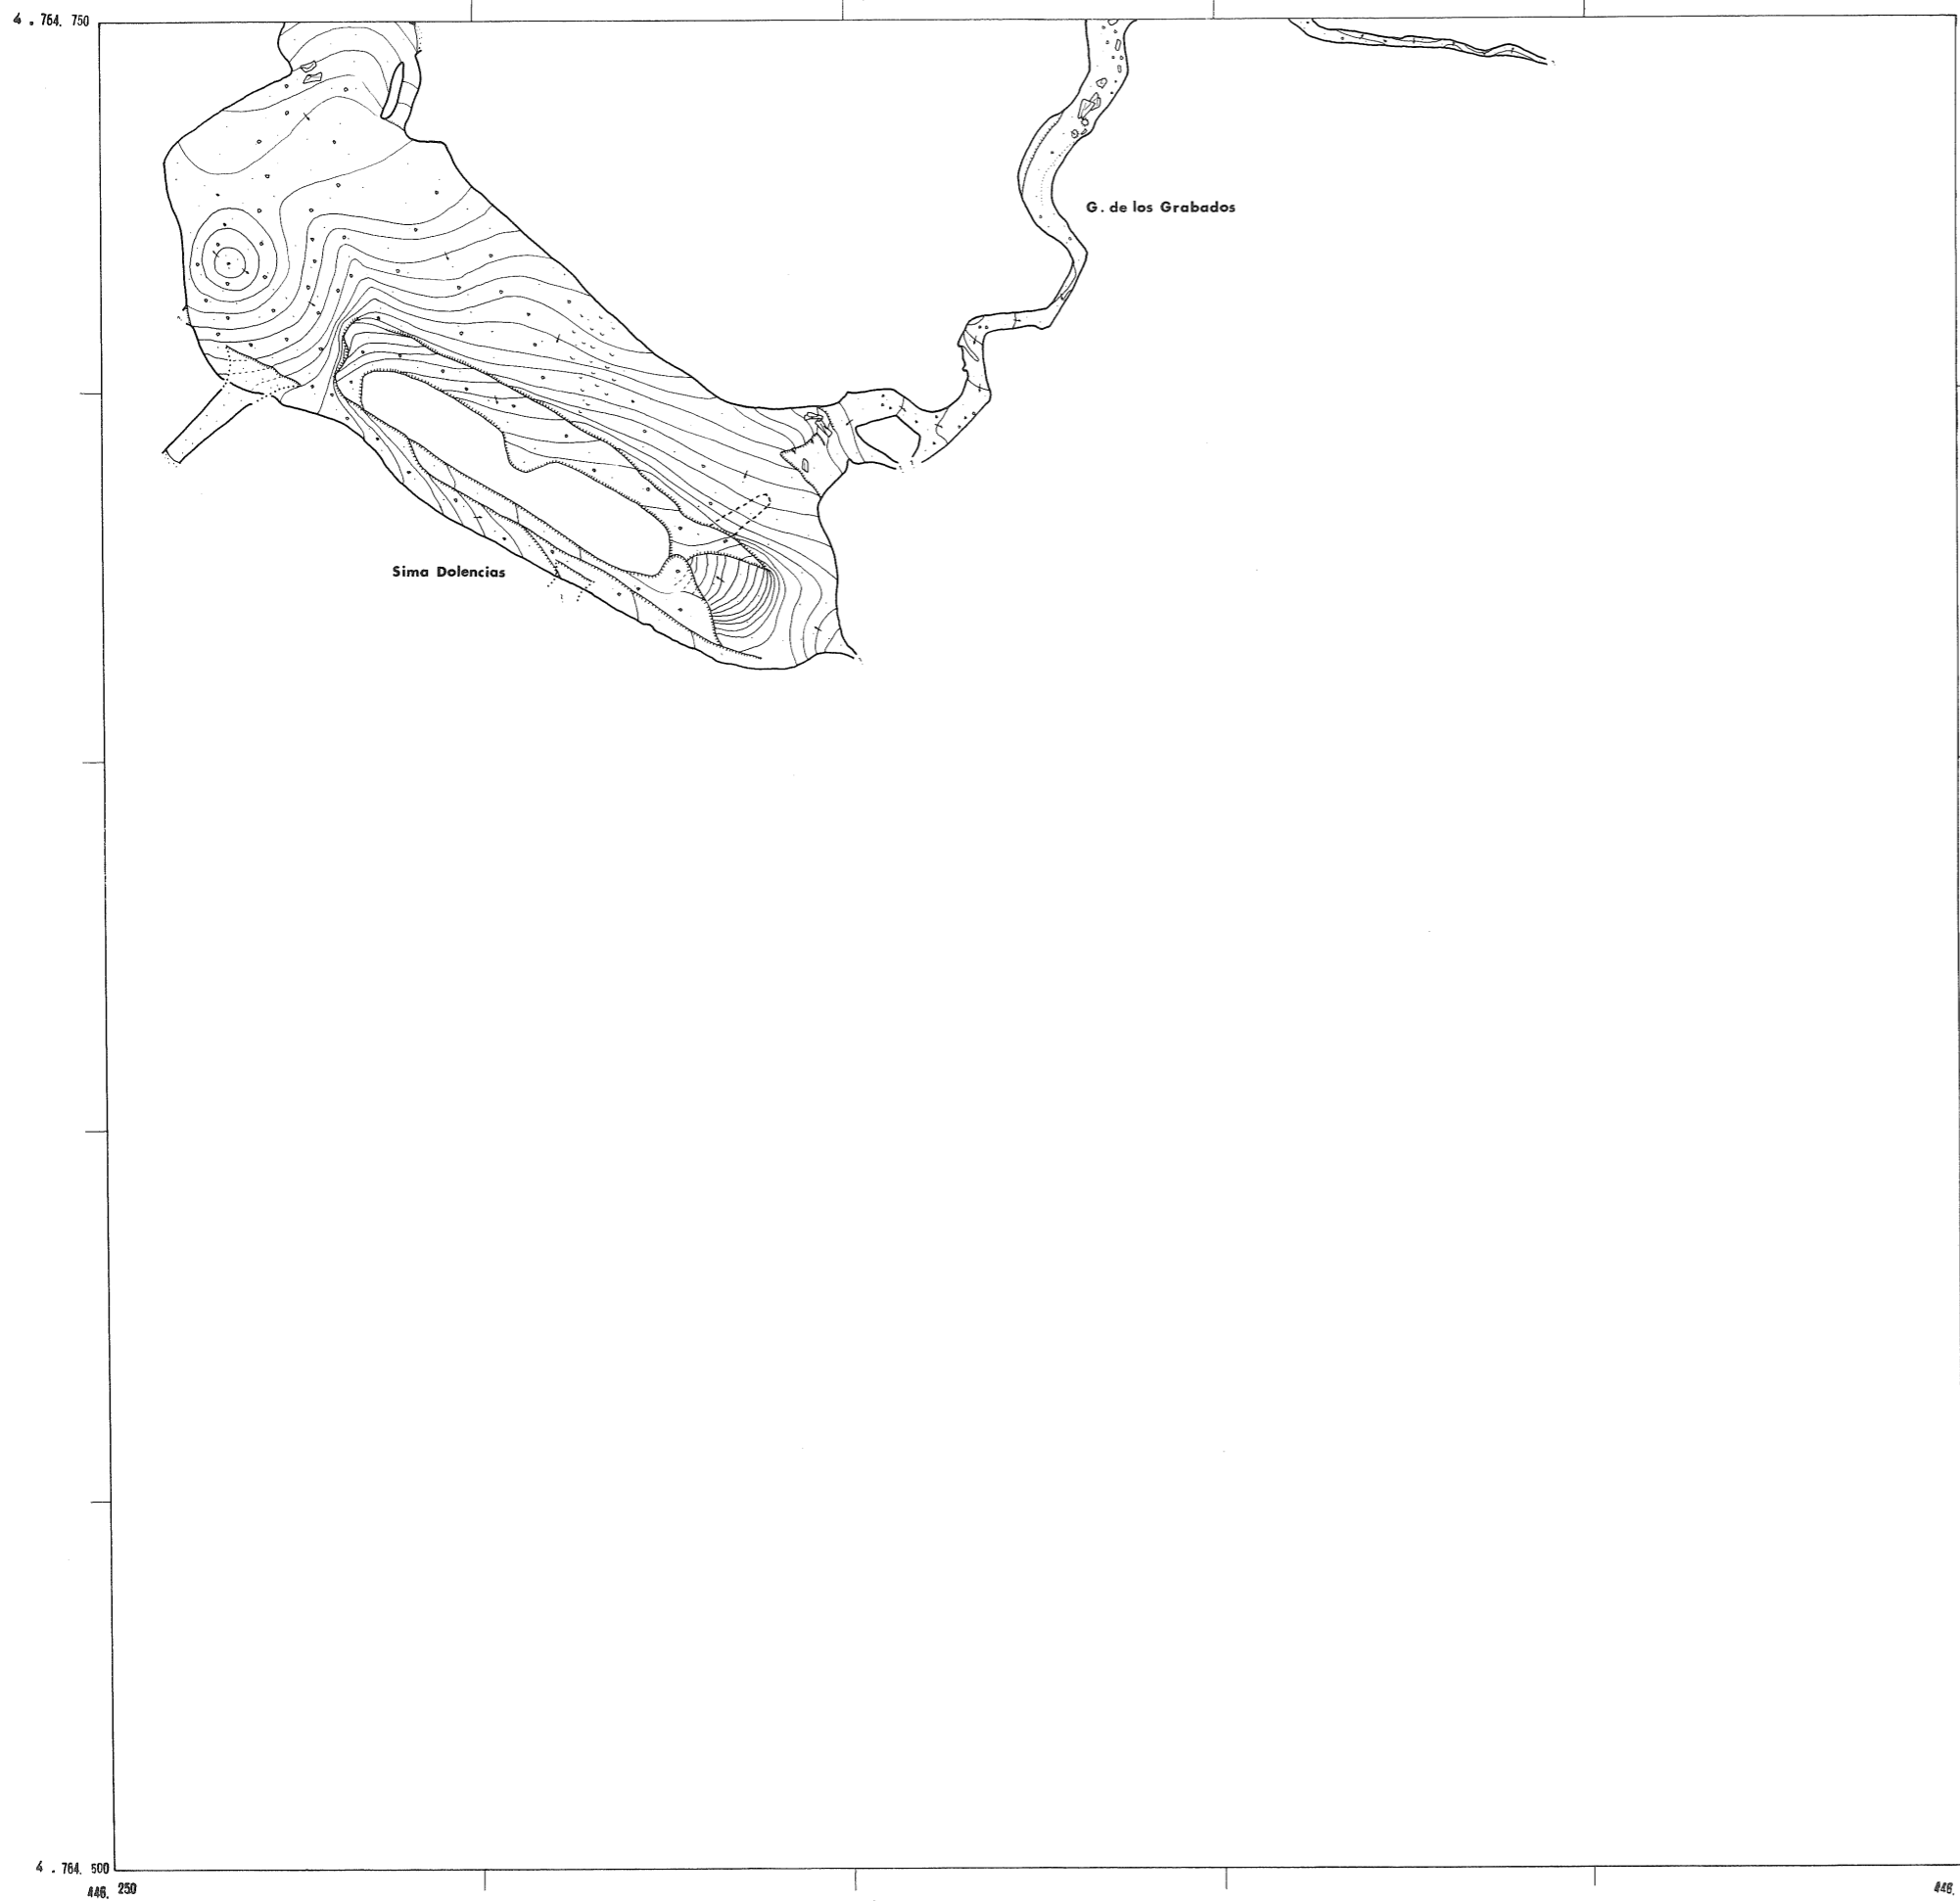 4 . 764. 750
G. de los Grabados
Sima Dolencias
4 . 764. 500
446. 250
446.